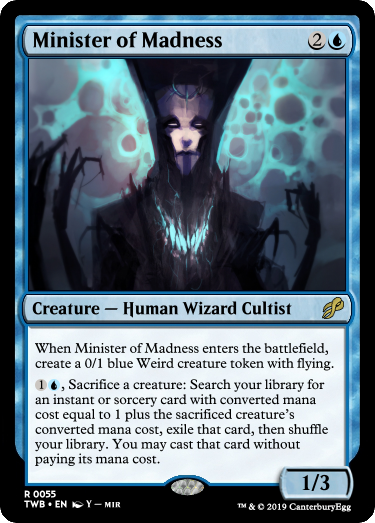 Minister of Madness 2
Creature — Human Wizard Cultist
When Minister of Madness enters the battlefield,
create a 0/1 blue Weird creature token with flying.
1 , Sacrifice a creature: Search your library for
an instant or sorcery card with converted mana
cost equal to 1 plus the sacrificed creature's
converted mana cost, exile that card, then shuffle
your library. You may cast that card without
paying its mana cost.
1/3
R 0055
TWB • EN Y – MIR
™ & © 2019 CanterburyEgg